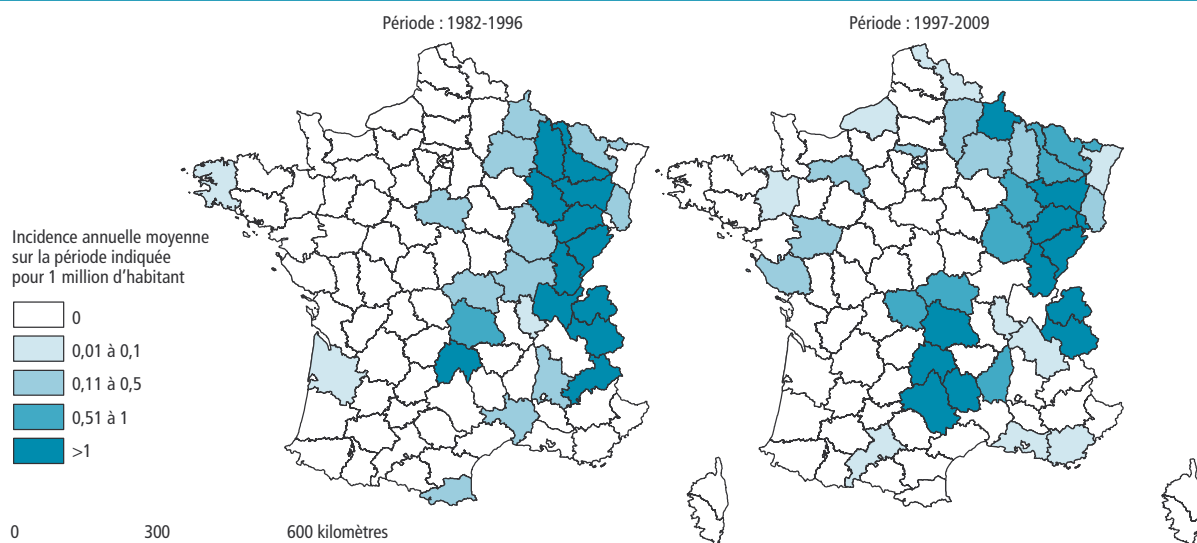 Période : 1982-1996
Période : 1997-2009
Incidence annuelle moyenne
sur la période indiquée
pour 1 million d’habitant
0
0,01 à 0,1
0,11 à 0,5
0,51 à 1
>1
0 300 600 kilomètres